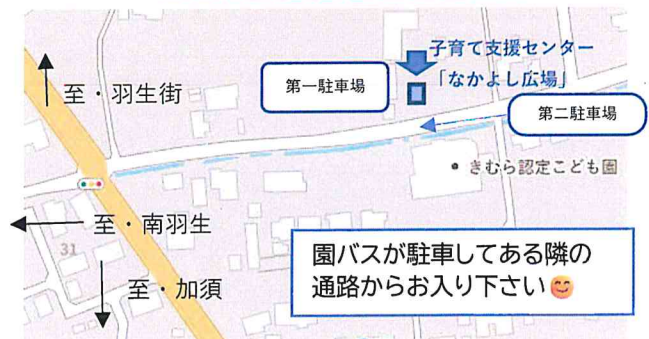 子育て支援センター
「なかよし広場」
第一駐車場
至・羽生街
第二駐車場
きむら認定こども園
至・南羽生
31
至・加須
園バスが駐車してある隣の
通路からお入り下さい😊